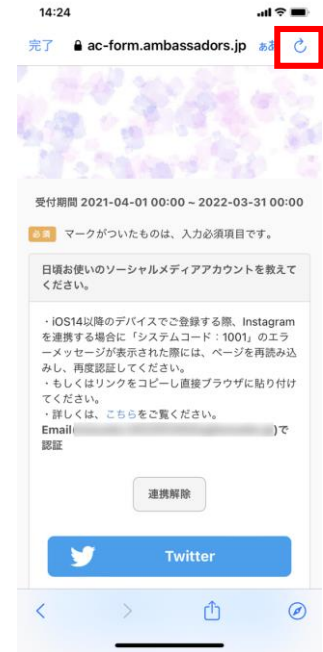 14:24
完了 ac-form.ambassadors.jp ぁあ
受付期間 2021-04-01 00:00 ~ 2022-03-31 00:00
必須 マークがついたものは、入力必須項目です。
日頃お使いのソーシャルメディアアカウントを教えて
ください。
・iOS14以降のデバイスでご登録する際、Instagram
を連携する場合に「システムコード：1001」のエラ
ーメッセージが表示された際には、ページを再読み込
みし、再度認証してください。
・もしくはリンクをコピーし直接ブラウザに貼り付け
てください。
・詳しくは、こちらをご覧ください。
Email( )で
認証
連携解除
Twitter